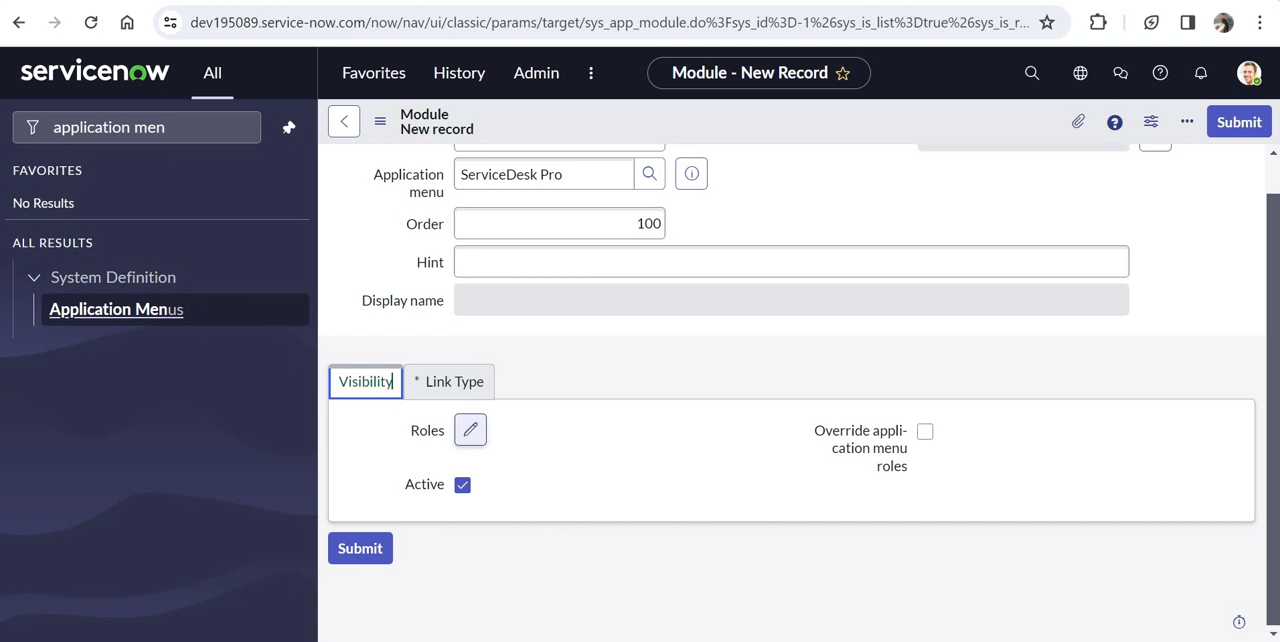 dev195089.service-now.com/now/nav/ui/classic/params/target/sys_app_module.do%3Fsys_id%3D-1%26sys_is_list%3Dtrue%26sys_is_r...
servicenow
All
Favorites
History
Admin
Module - New Record
application men
Module
New record
Submit
FAVORITES
No Results
ALL RESULTS
System Definition
Application Menus
Application
menu
ServiceDesk Pro
Order
100
Hint
Display name
Visibility
* Link Type
Roles
Override appli-
cation menu
roles
Active
Submit